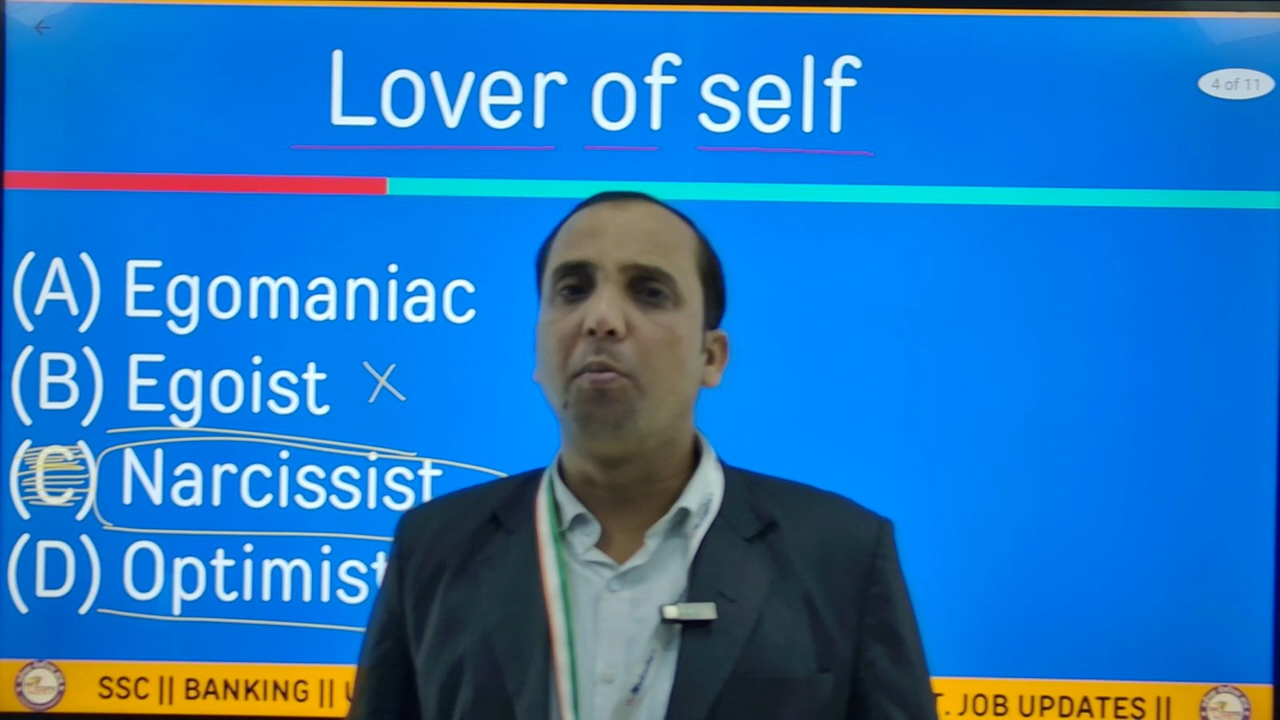 Lover of self
4 of 11
(A) Egomaniac
(B) Egoist X
(C) Narcissist
(D) Optimist
SSC || BANKING || T. JOB UPDATES ||